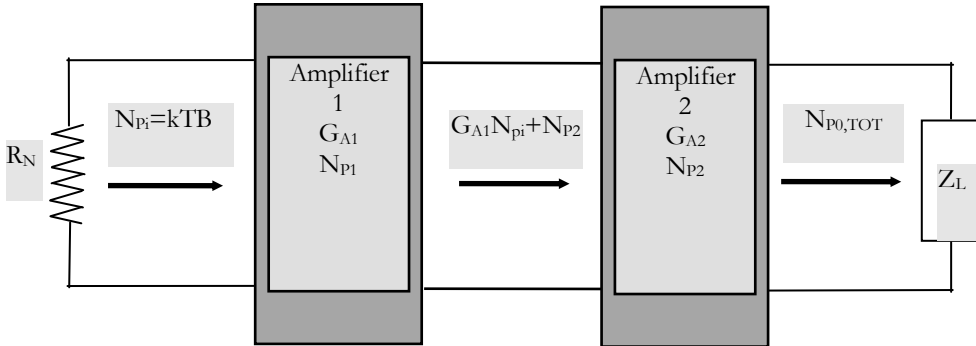 R_N
N_Pi=kTB
Amplifier
1
G_A1
N_P1
G_A1N_pi+N_P2
Amplifier
2
G_A2
N_P2
N_P0,TOT
Z_L